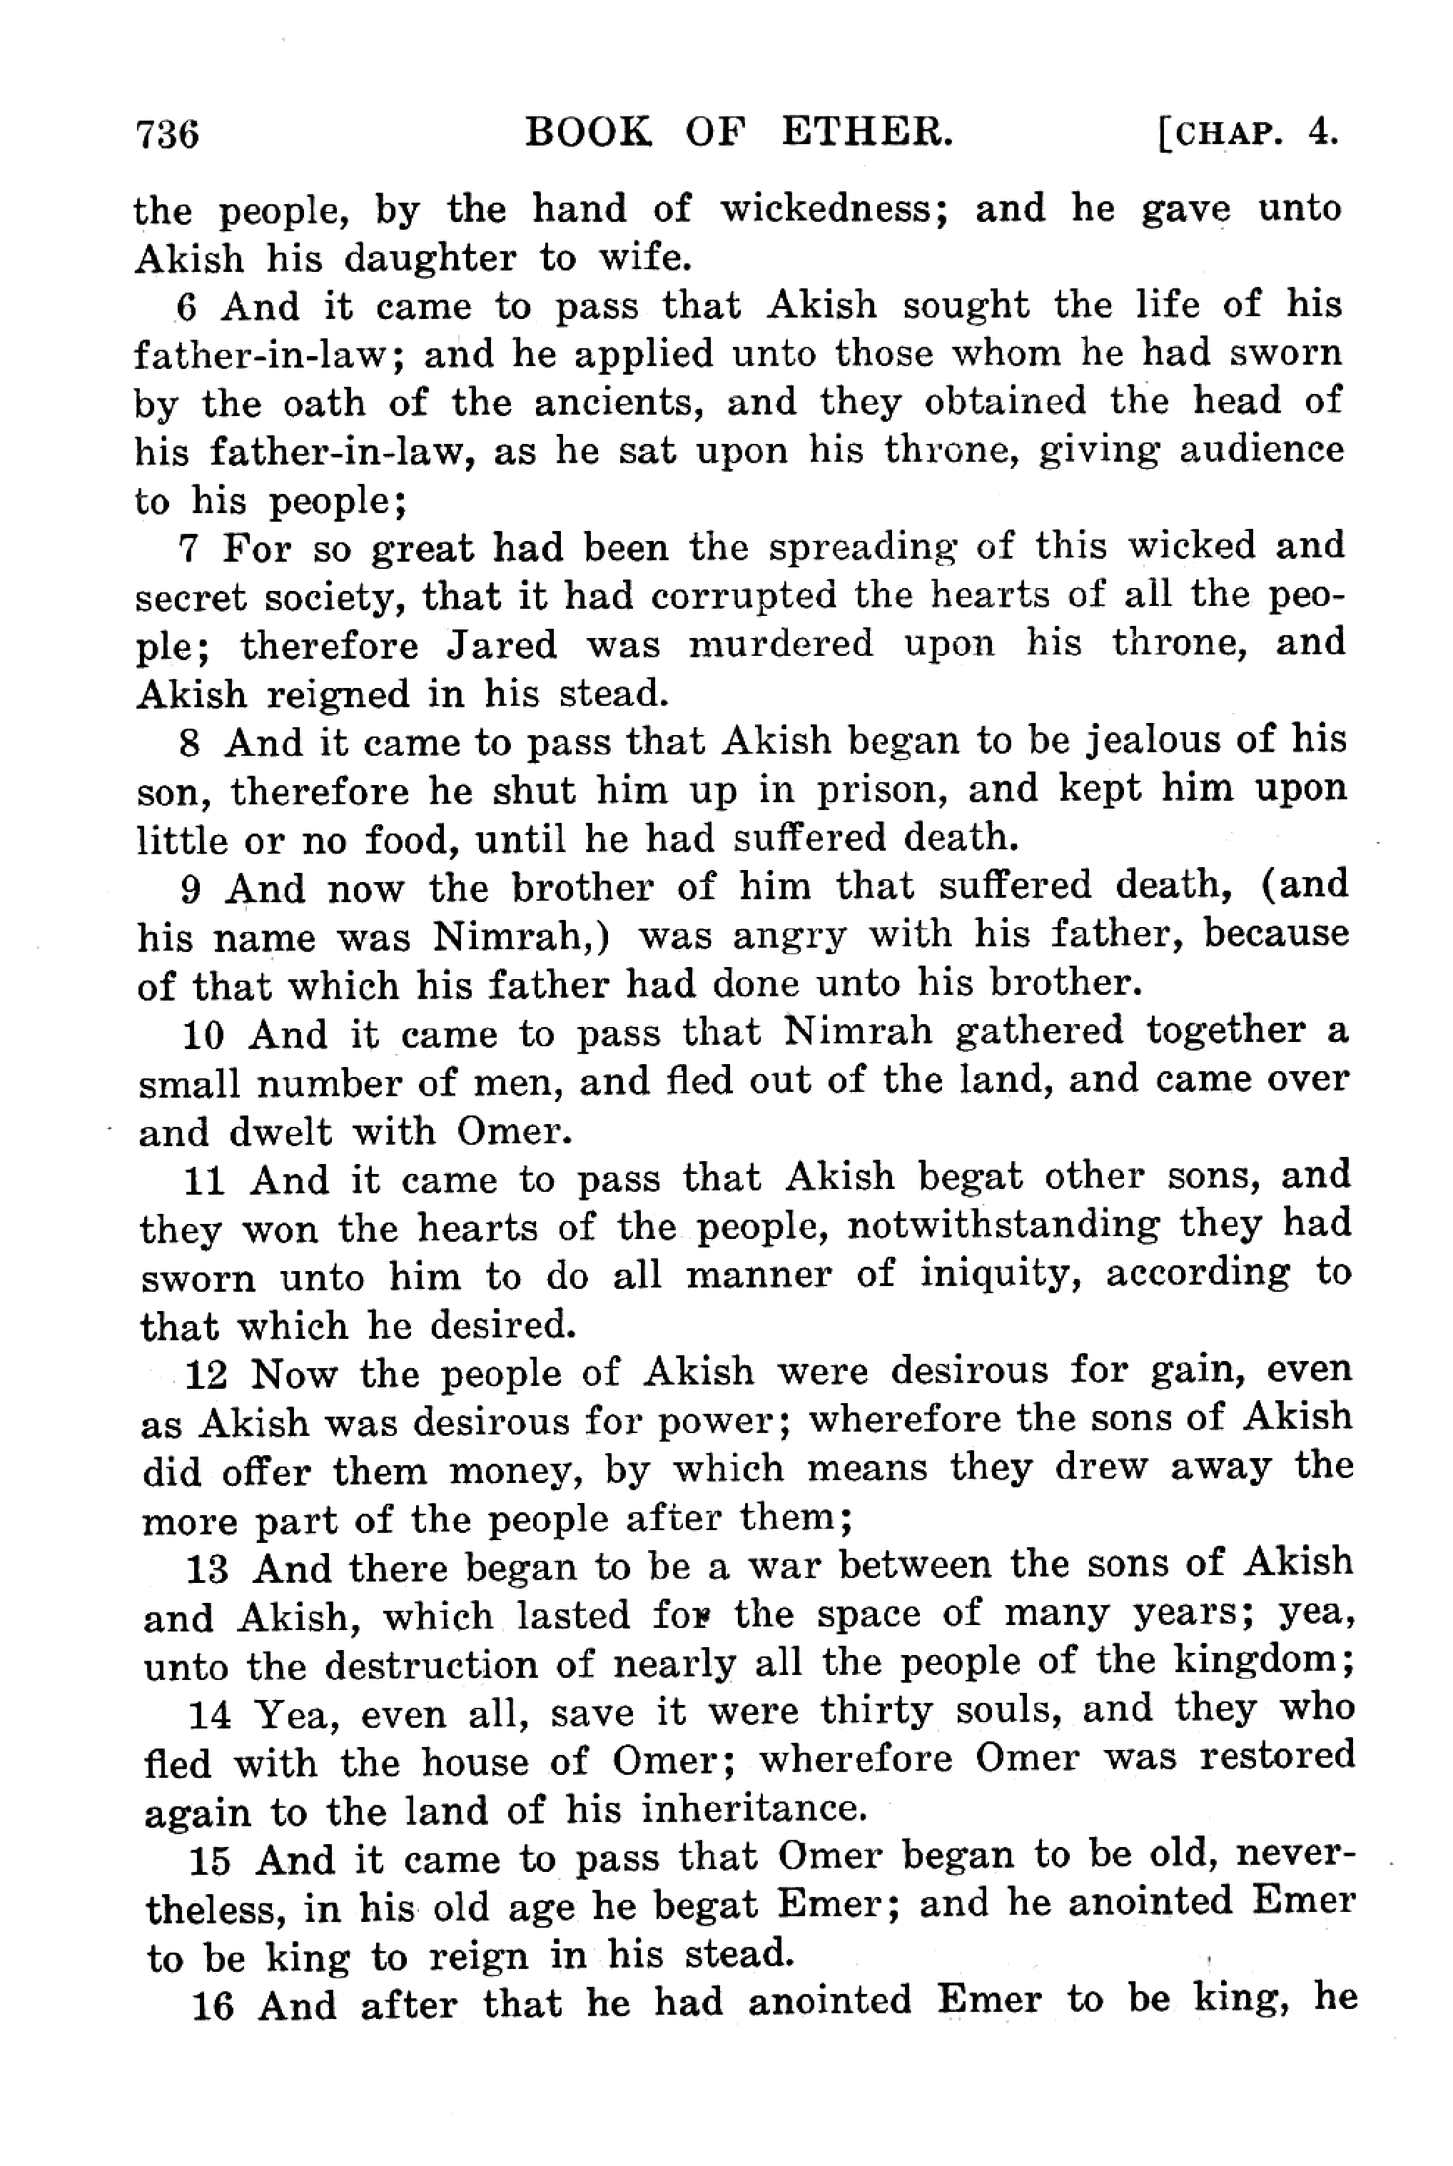 736 BOOK OF ETHER. [CHAP. 4.
the people, by the hand of wickedness; and he gave unto
Akish his daughter to wife.
6 And it came to pass that Akish sought the life of his
father-in-law; and he applied unto those whom he had sworn
by the oath of the ancients, and they obtained the head of
his father-in-law, as he sat upon his throne, giving audience
to his people;
7 For so great had been the spreading of this wicked and
secret society, that it had corrupted the hearts of all the peo-
ple; therefore Jared was murdered upon his throne, and
Akish reigned in his stead.
8 And it came to pass that Akish began to be jealous of his
son, therefore he shut him up in prison, and kept him upon
little or no food, until he had suffered death.
9 And now the brother of him that suffered death, (and
his name was Nimrah,) was angry with his father, because
of that which his father had done unto his brother.
10 And it came to pass that Nimrah gathered together a
small number of men, and fled out of the land, and came over
and dwelt with Omer.
11 And it came to pass that Akish begat other sons, and
they won the hearts of the people, notwithstanding they had
sworn unto him to do all manner of iniquity, according to
that which he desired.
12 Now the people of Akish were desirous for gain, even
as Akish was desirous for power; wherefore the sons of Akish
did offer them money, by which means they drew away the
more part of the people after them;
13 And there began to be a war between the sons of Akish
and Akish, which lasted for the space of many years; yea,
unto the destruction of nearly all the people of the kingdom;
14 Yea, even all, save it were thirty souls, and they who
fled with the house of Omer; wherefore Omer was restored
again to the land of his inheritance.
15 And it came to pass that Omer began to be old, never-
theless, in his old age he begat Emer; and he anointed Emer
to be king to reign in his stead.
16 And after that he had anointed Emer to be king, he